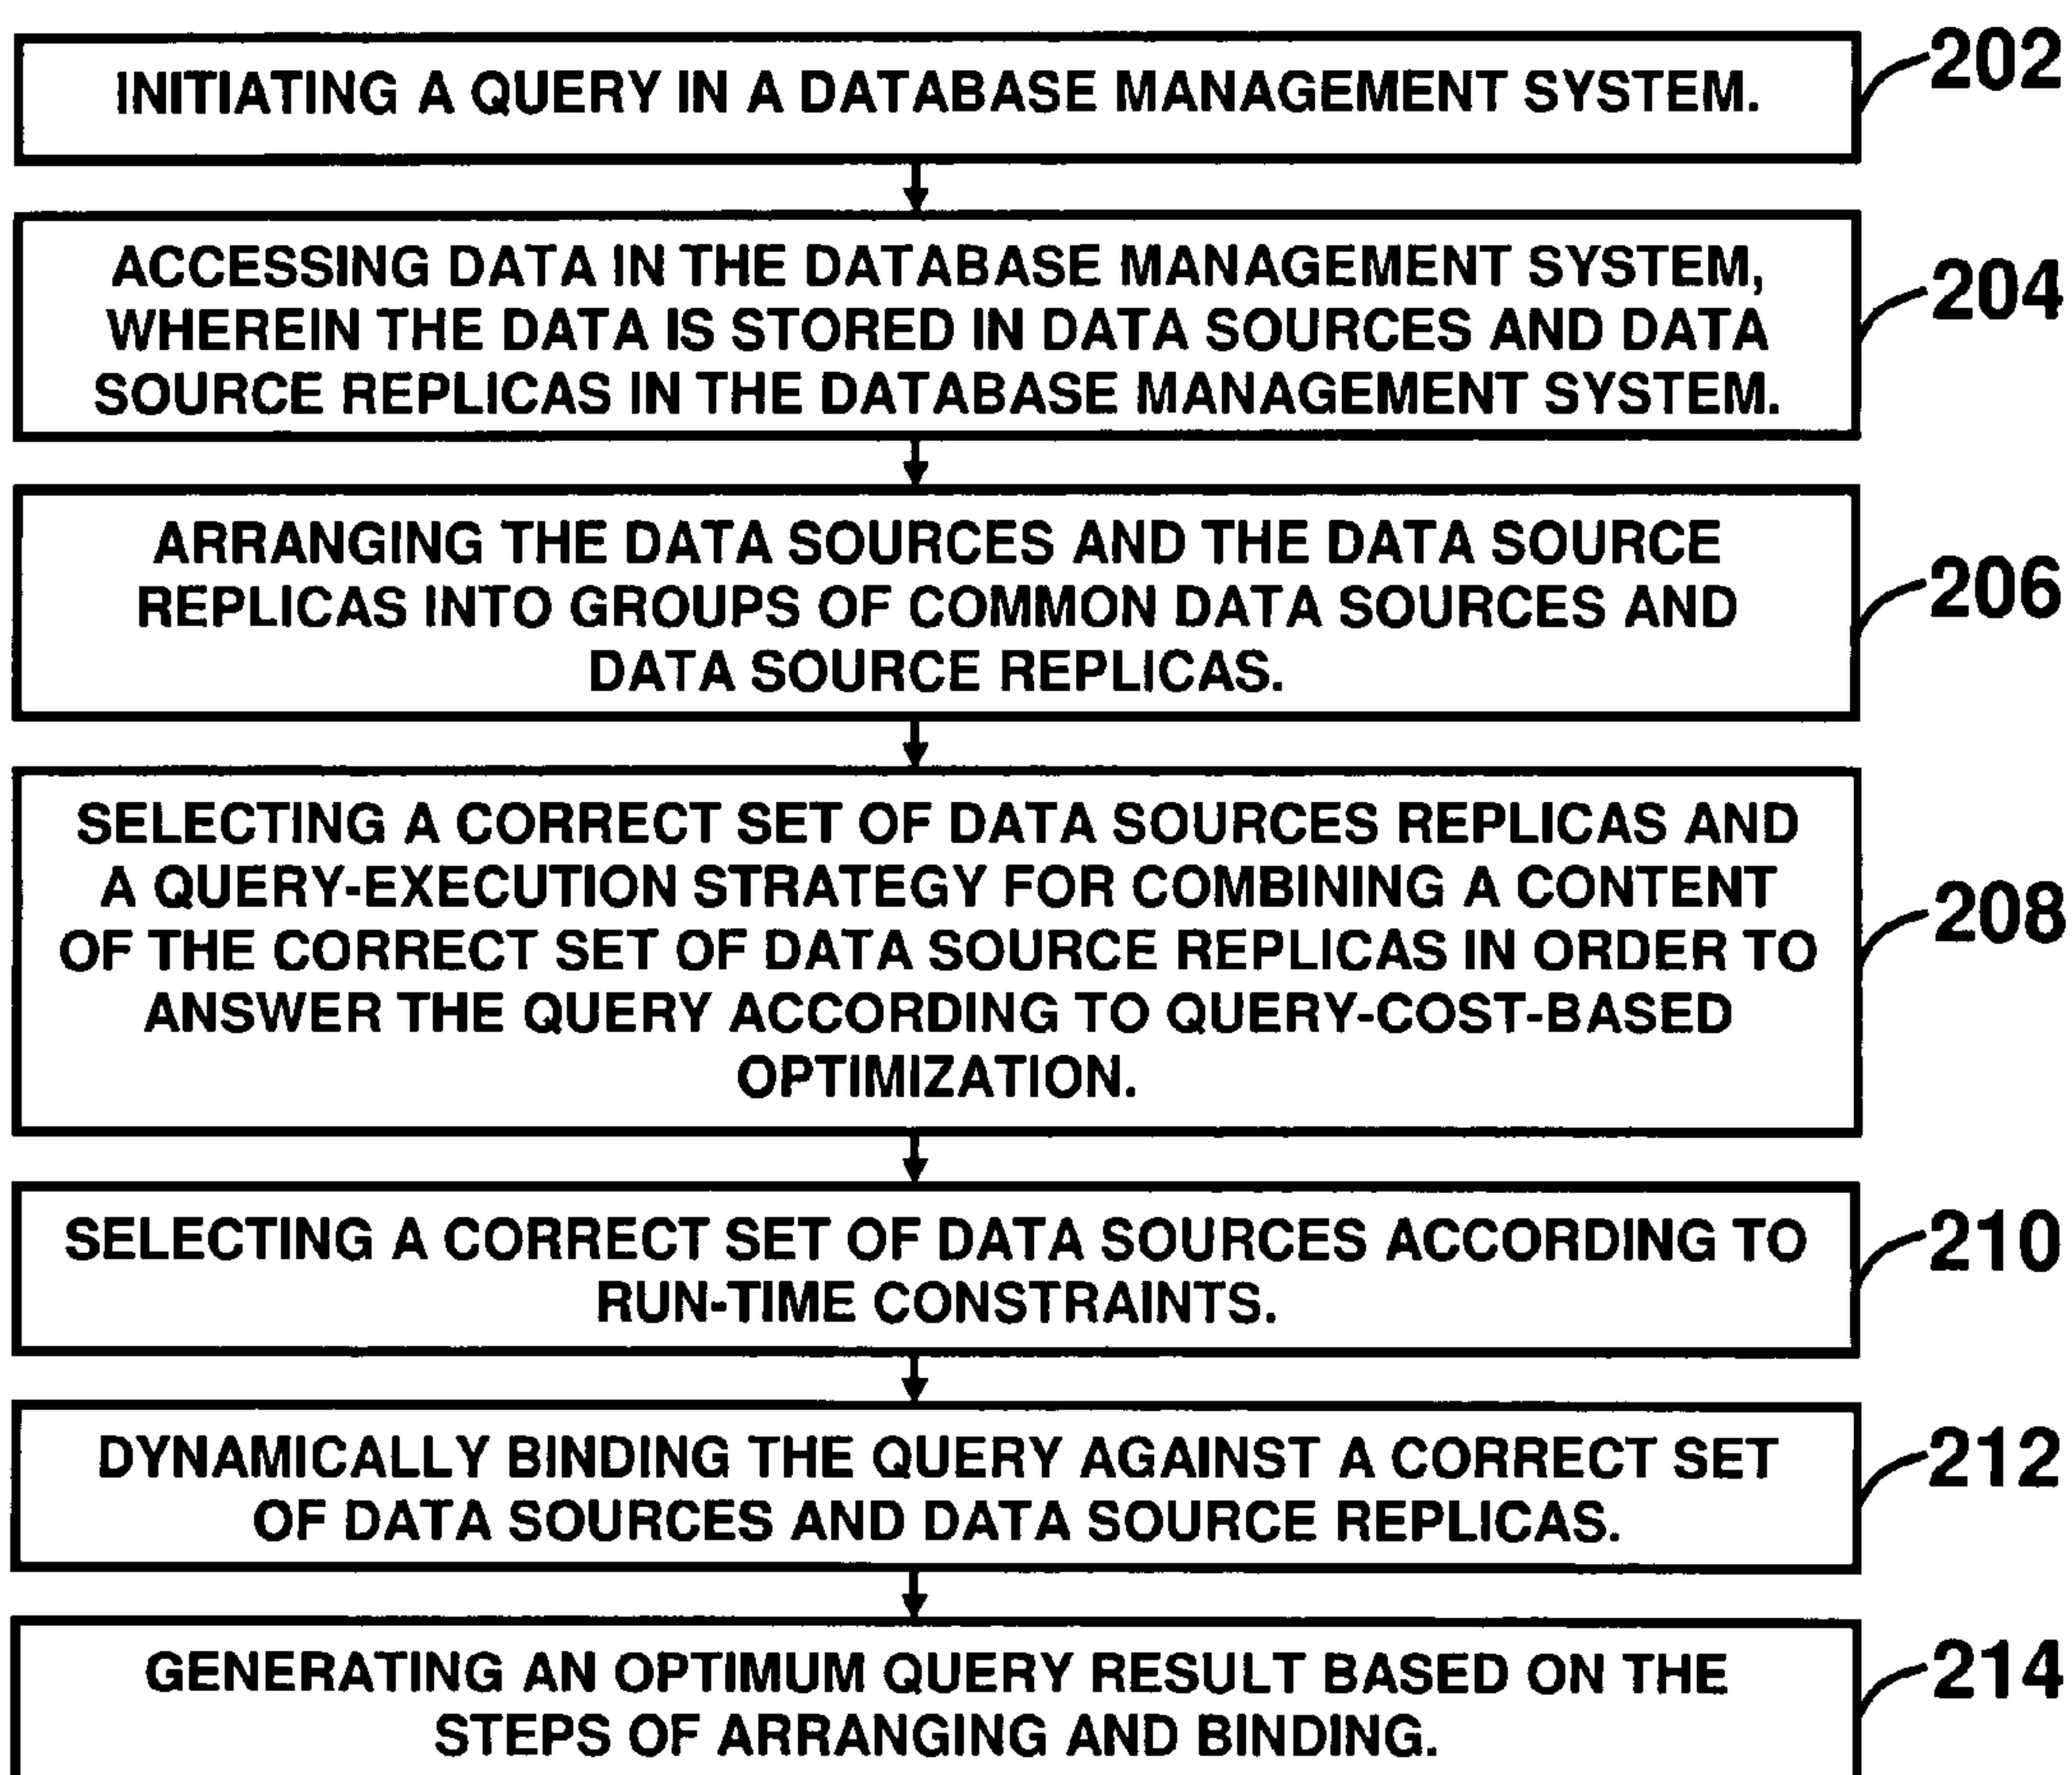 INITIATING A QUERY IN A DATABASE MANAGEMENT SYSTEM.
202
ACCESSING DATA IN THE DATABASE MANAGEMENT SYSTEM,
WHEREIN THE DATA IS STORED IN DATA SOURCES AND DATA
SOURCE REPLICAS IN THE DATABASE MANAGEMENT SYSTEM.
204
ARRANGING THE DATA SOURCES AND THE DATA SOURCE
REPLICAS INTO GROUPS OF COMMON DATA SOURCES AND
DATA SOURCE REPLICAS.
206
SELECTING A CORRECT SET OF DATA SOURCES REPLICAS AND
A QUERY-EXECUTION STRATEGY FOR COMBINING A CONTENT
OF THE CORRECT SET OF DATA SOURCE REPLICAS IN ORDER TO
ANSWER THE QUERY ACCORDING TO QUERY-COST-BASED
OPTIMIZATION.
208
SELECTING A CORRECT SET OF DATA SOURCES ACCORDING TO
RUN-TIME CONSTRAINTS.
210
DYNAMICALLY BINDING THE QUERY AGAINST A CORRECT SET
OF DATA SOURCES AND DATA SOURCE REPLICAS.
212
GENERATING AN OPTIMUM QUERY RESULT BASED ON THE
STEPS OF ARRANGING AND BINDING.
214